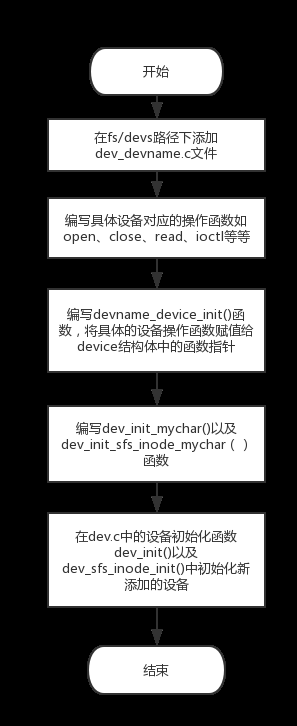 开始
在fs/devs路径下添加
dev_devname.c文件
编写具体设备对应的操作函数如
open、close、read、ioctl等等
编写devname_device_init()函
数，将具体的设备操作函数赋值给
device结构体中的函数指针
编写dev_init_mychar()以及
dev_init_sfs_inode_mychar（ ）
函数
在dev.c中的设备初始化函数
dev_init()以及
dev_sfs_inode_init()中初始化新
添加的设备
结束